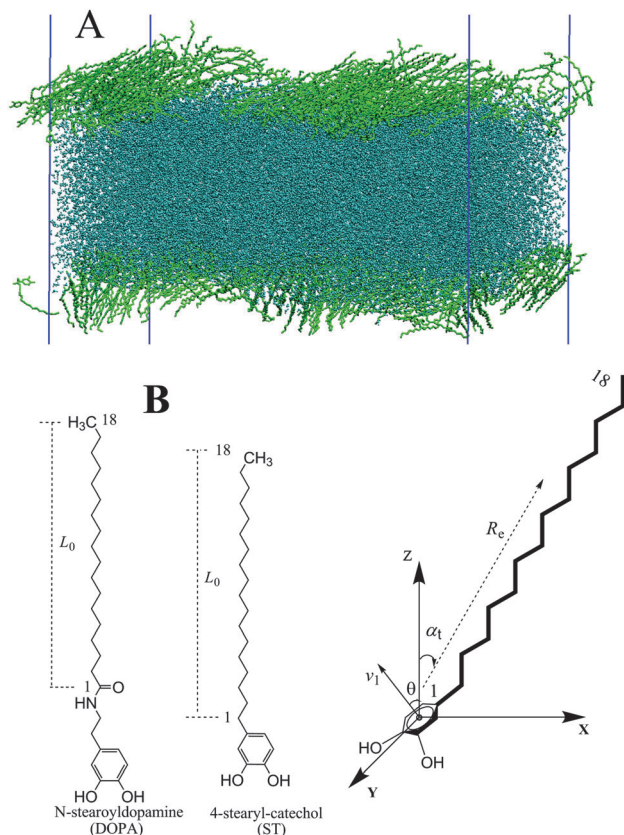 A
B
H₃C 18
18
CH₃
L₀
L₀
1
O
HN
1
HO OH
N-stearoyldopamine
(DOPA)
HO OH
4-stearyl-catechol
(ST)
18
Rₑ
z
αₜ
v₁
θ
1
X
HO
OH
Y